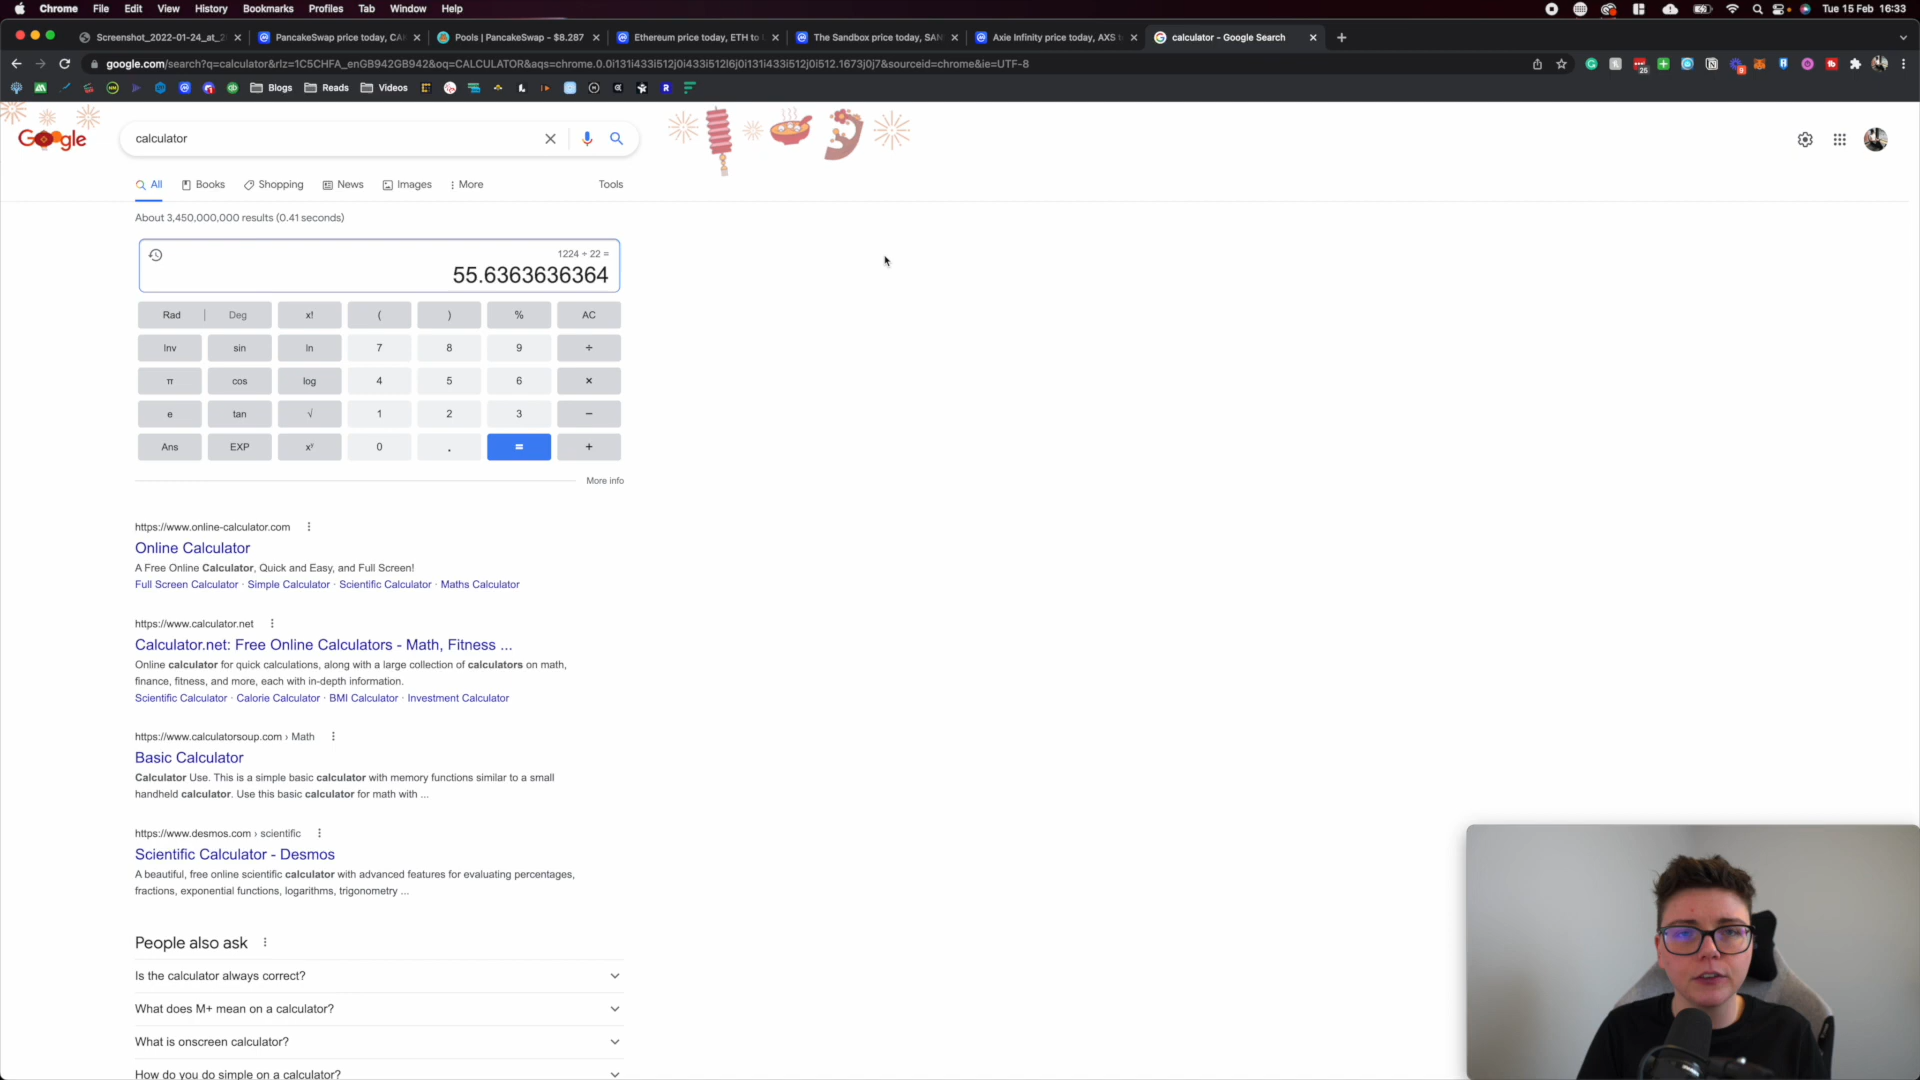 Chrome File Edit View History Bookmarks Profiles Tab Window Help
Tue 15 Feb 16:33
Screenshot_2022-01-24_at_2
PancakeSwap price today, CA
Pools | PancakeSwap - $8.287
Ethereum price today, ETH to
The Sandbox price today, SAN
Axie Infinity price today, AXS t
calculator - Google Search
google.com/search?q=calculator&rlz=1C5CHFA_enGB942GB942&oq=CALCULATOR&aqs=chrome.0.0i131i433i512j0i433i512l6j0i131i433i512j0i512.1673j0j7&sourceid=chrome&ie=UTF-8
Blogs Reads Videos
Google
calculator
All Books Shopping News Images More Tools
About 3,450,000,000 results (0.41 seconds)
1224 ÷ 22 =
55.6363636364
Rad | Deg x! ( ) % AC
Inv sin ln 7 8 9 ÷
π cos log 4 5 6 ×
e tan √ 1 2 3 −
Ans EXP xʸ 0 . = +
More info
https://www.online-calculator.com
Online Calculator
A Free Online Calculator, Quick and Easy, and Full Screen!
Full Screen Calculator · Simple Calculator · Scientific Calculator · Maths Calculator
https://www.calculator.net
Calculator.net: Free Online Calculators - Math, Fitness ...
Online calculator for quick calculations, along with a large collection of calculators on math,
finance, fitness, and more, each with in-depth information.
Scientific Calculator · Calorie Calculator · BMI Calculator · Investment Calculator
https://www.calculatorsoup.com › Math
Basic Calculator
Calculator Use. This is a simple basic calculator with memory functions similar to a small
handheld calculator. Use this basic calculator for math with ...
https://www.desmos.com › scientific
Scientific Calculator - Desmos
A beautiful, free online scientific calculator with advanced features for evaluating percentages,
fractions, exponential functions, logarithms, trigonometry ...
People also ask
Is the calculator always correct?
What does M+ mean on a calculator?
What is onscreen calculator?
How do you do simple on a calculator?